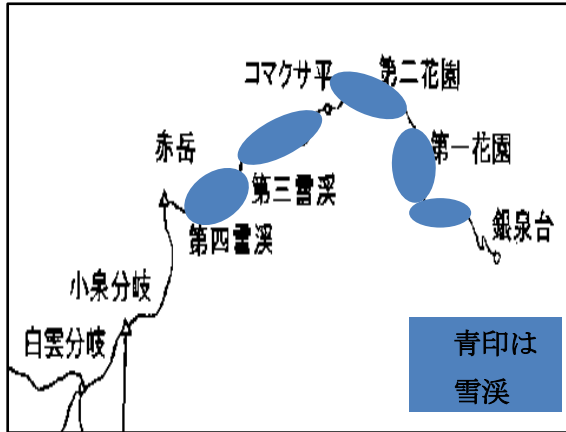 コマクサ平
第二花園
赤岳
第一花園
第三雪渓
銀泉台
第四雪渓
小泉分岐
白雲分岐
青印は
雪渓